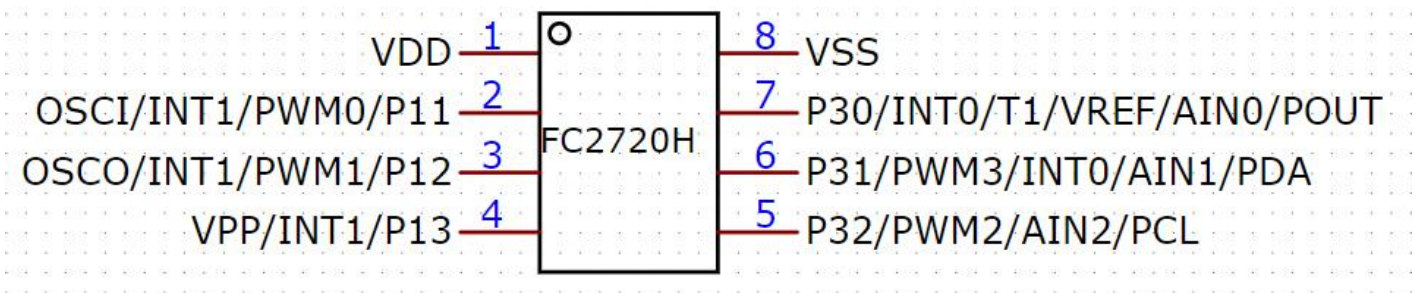 VDD 1 8 VSS
OSCI/INT1/PWM0/P11 2 7 P30/INT0/T1/VREF/AIN0/POUT
FC2720H
OSCO/INT1/PWM1/P12 3 6 P31/PWM3/INT0/AIN1/PDA
VPP/INT1/P13 4 5 P32/PWM2/AIN2/PCL